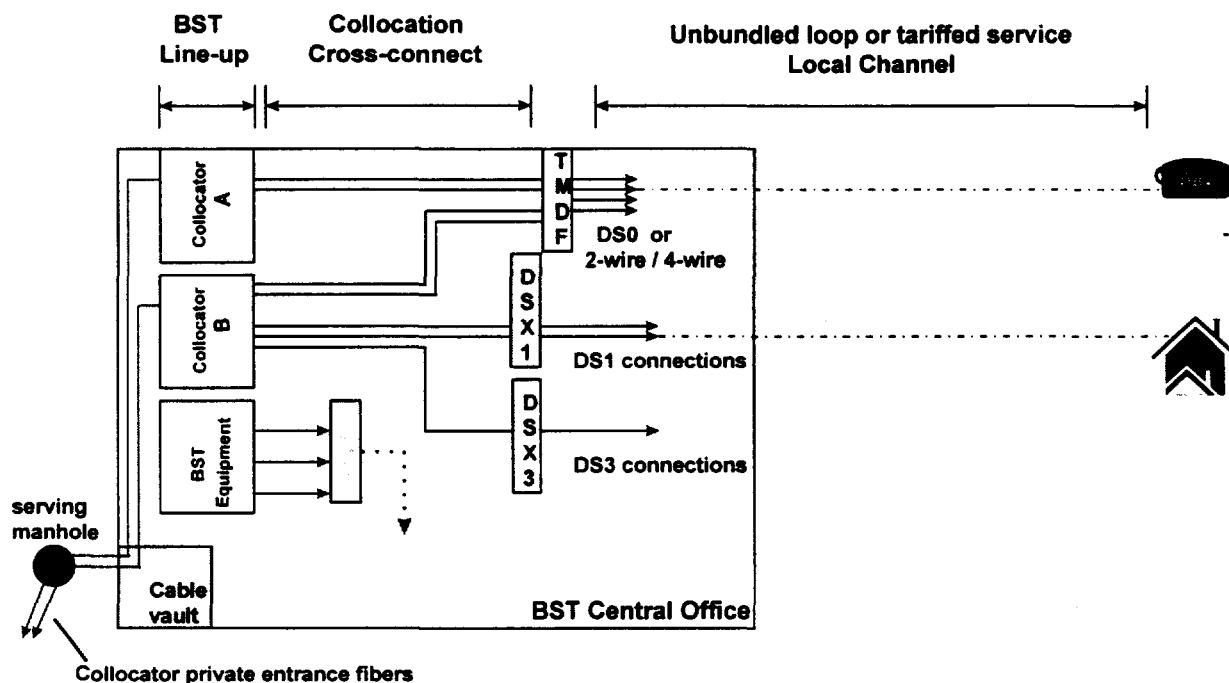 BST
Line-up
Collocation
Cross-connect
Unbundled loop or tariffed service
Local Channel
Collocator
A
T
M
D
F
DS0 or
2-wire / 4-wire
Collocator
B
D
S
X
1
DS1 connections
BST
Equipment
D
S
X
3
DS3 connections
serving
manhole
Cable
vault
BST Central Office
Collocator private entrance fibers